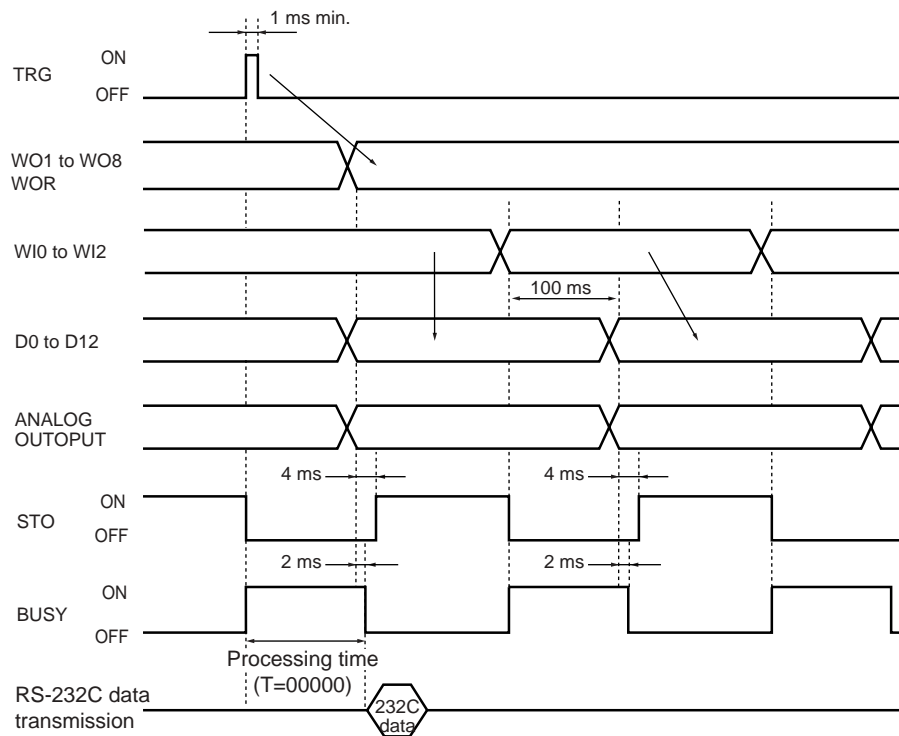 1 ms min.
TRG
ON
OFF
WO1 to WO8
WOR
WI0 to WI2
100 ms
D0 to D12
ANALOG
OUTOPUT
4 ms
4 ms
STO
ON
OFF
2 ms
2 ms
BUSY
ON
OFF
Processing time
(T=00000)
RS-232C data
transmission
232C
data